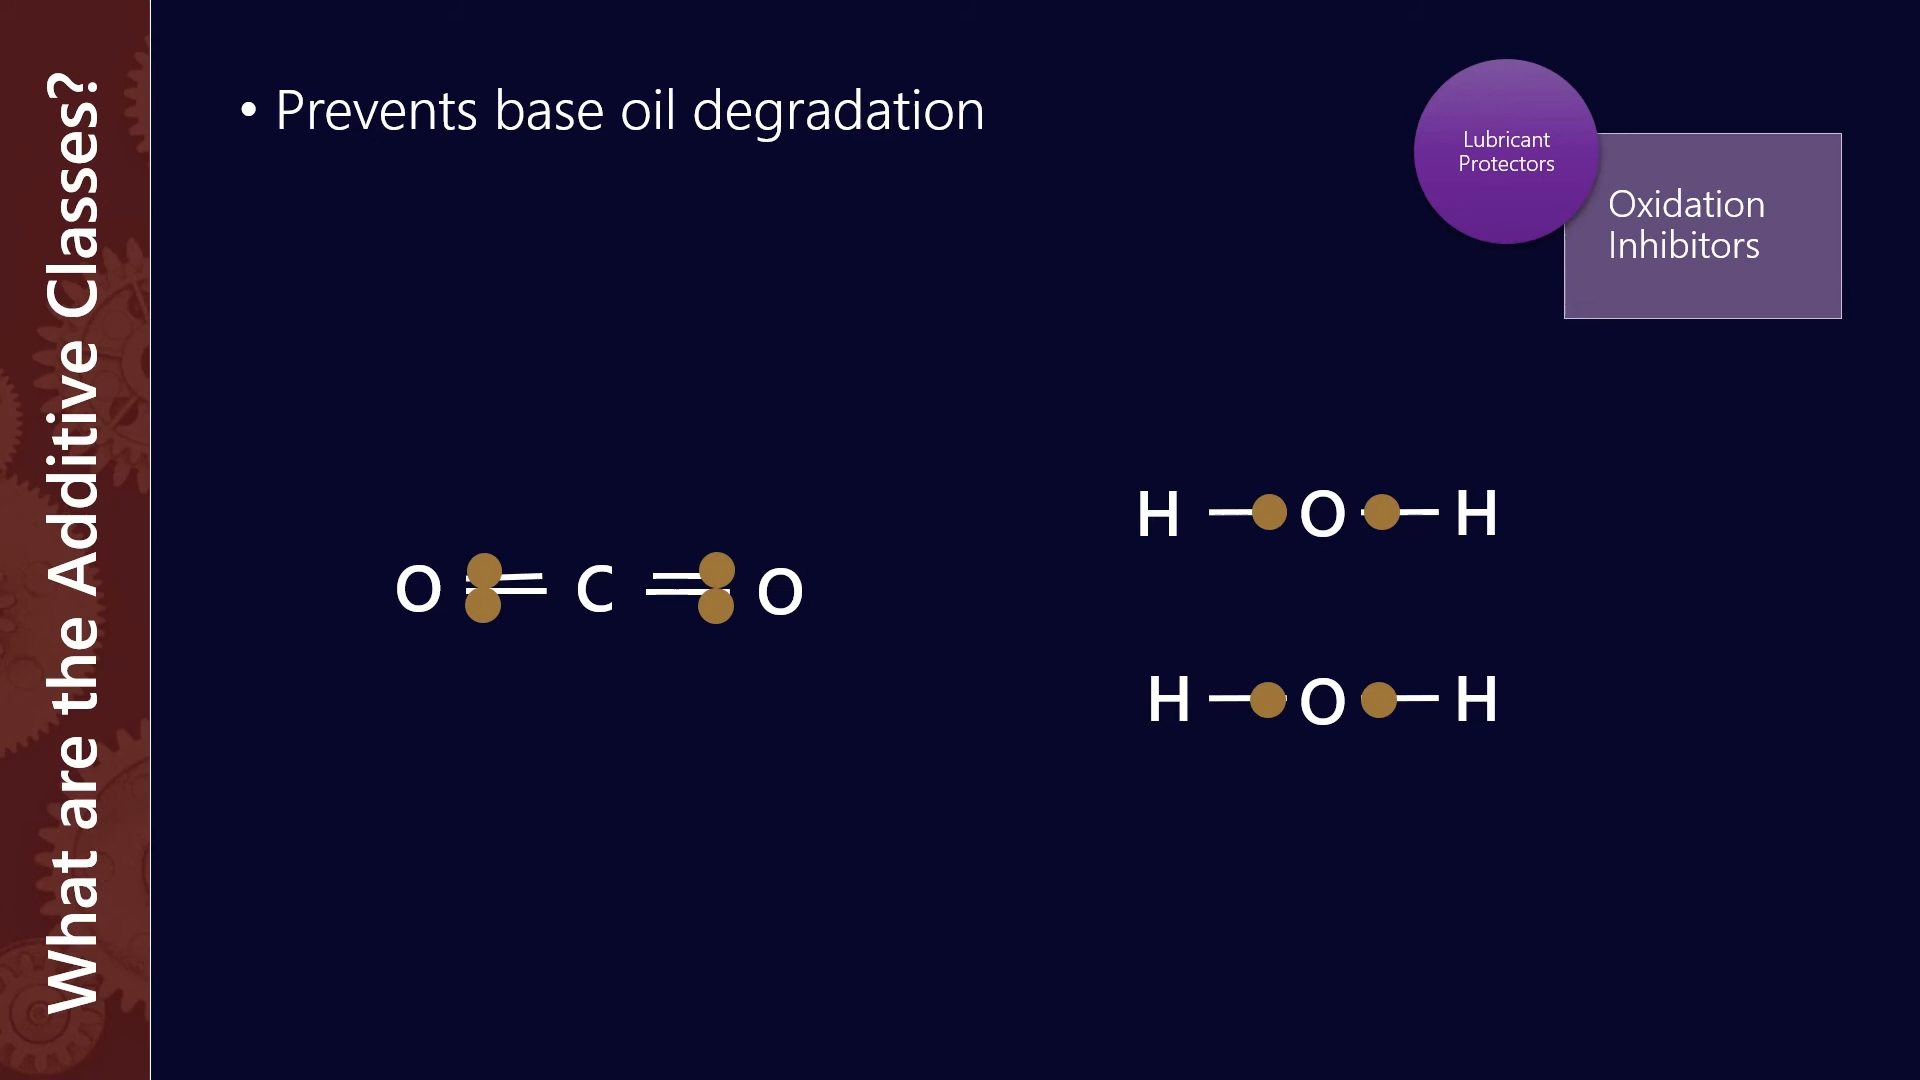 What are the Additive Classes?
• Prevents base oil degradation
Lubricant
Protectors
Oxidation
Inhibitors
H O H
O C O
H O H